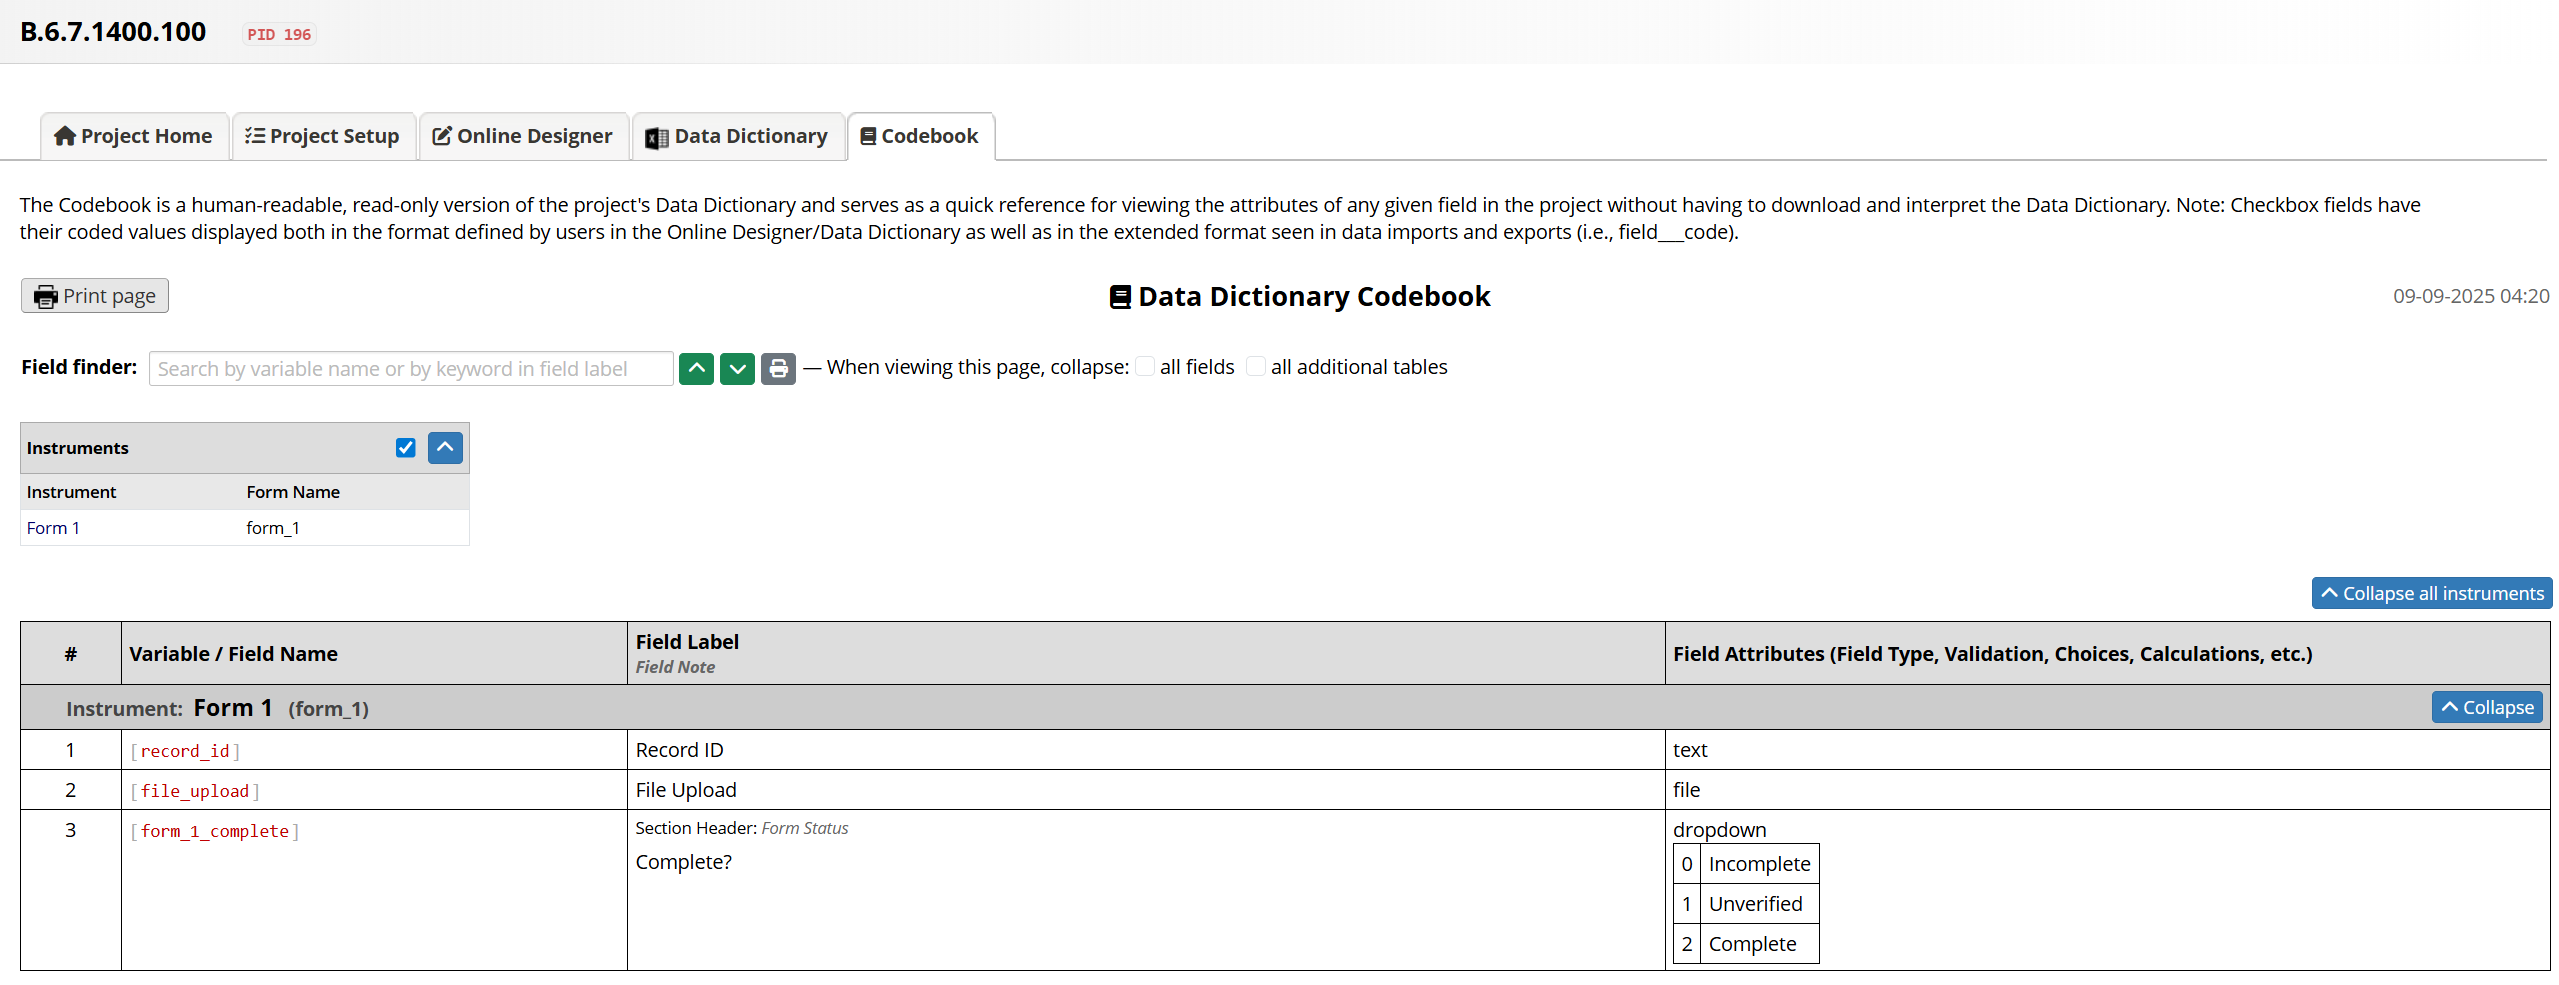 B.6.7.1400.100 PID 196
Project Home Project Setup Online Designer Data Dictionary Codebook
The Codebook is a human-readable, read-only version of the project's Data Dictionary and serves as a quick reference for viewing the attributes of any given field in the project without having to download and interpret the Data Dictionary. Note: Checkbox fields have
their coded values displayed both in the format defined by users in the Online Designer/Data Dictionary as well as in the extended format seen in data imports and exports (i.e., field___code).
Print page Data Dictionary Codebook 09-09-2025 04:20
Field finder: Search by variable name or by keyword in field label — When viewing this page, collapse: all fields all additional tables
Instruments
Instrument Form Name
Form 1 form_1
Collapse all instruments
# Variable / Field Name Field Label Field Attributes (Field Type, Validation, Choices, Calculations, etc.)
Field Note
Instrument: Form 1 (form_1) Collapse
1 [record_id] Record ID text
2 [file_upload] File Upload file
3 [form_1_complete] Section Header: Form Status dropdown
Complete? 0 Incomplete
1 Unverified
2 Complete